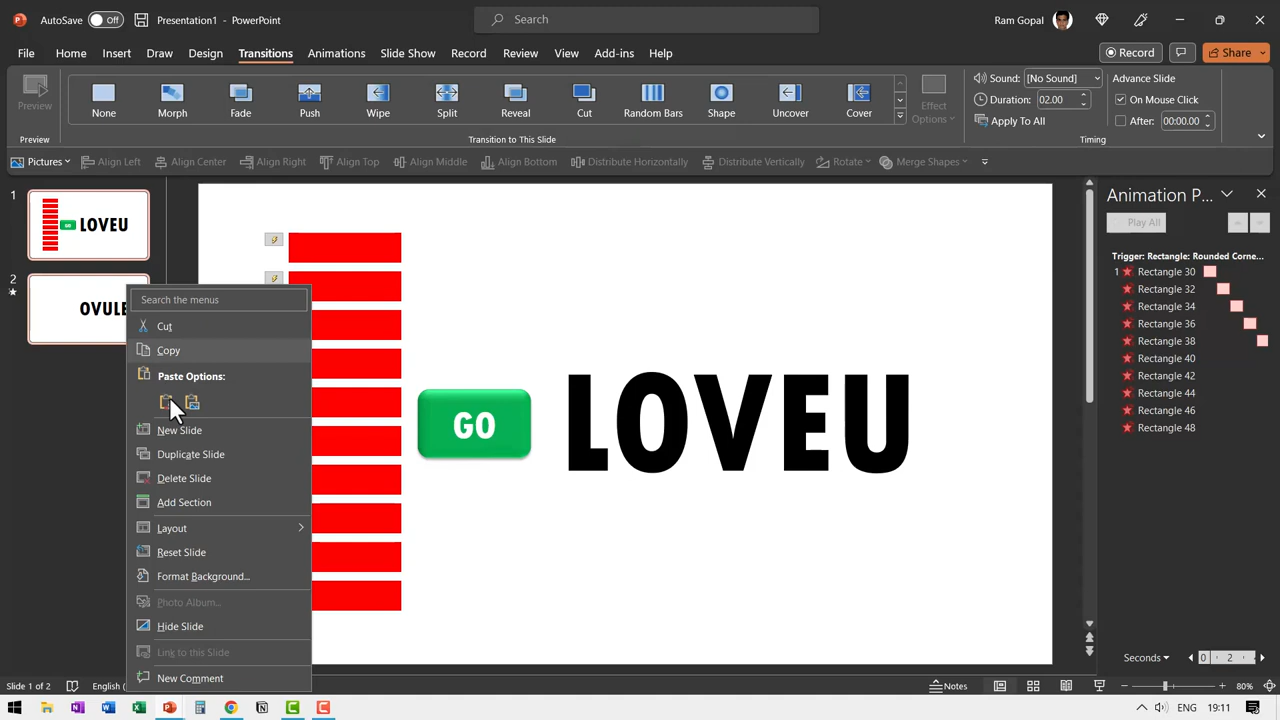 AutoSave Off Presentation1 - PowerPoint Search Ram Gopal
File Home Insert Draw Design Transitions Animations Slide Show Record Review View Add-ins Help Record Share
Preview None Morph Fade Push Wipe Split Reveal Cut Random Bars Shape Uncover Cover Effect Options
Sound: [No Sound] Advance Slide
Duration: 02.00 On Mouse Click
Apply To All After: 00:00.00
Preview Transition to This Slide Timing
Pictures Align Left Align Center Align Right Align Top Align Middle Align Bottom Distribute Horizontally Distribute Vertically Rotate Merge Shapes
1
GO LOVEU
2
OVULE
Search the menus
Cut
Copy
Paste Options:
New Slide
Duplicate Slide
Delete Slide
Add Section
Layout
Reset Slide
Format Background...
Photo Album...
Hide Slide
Link to this Slide
New Comment
GO LOVEU
Animation P...
Play All
Trigger: Rectangle: Rounded Corne...
1 Rectangle 30
Rectangle 32
Rectangle 34
Rectangle 36
Rectangle 38
Rectangle 40
Rectangle 42
Rectangle 44
Rectangle 46
Rectangle 48
Seconds 0 2
Slide 1 of 2 English ( Notes 80%
ENG 19:11